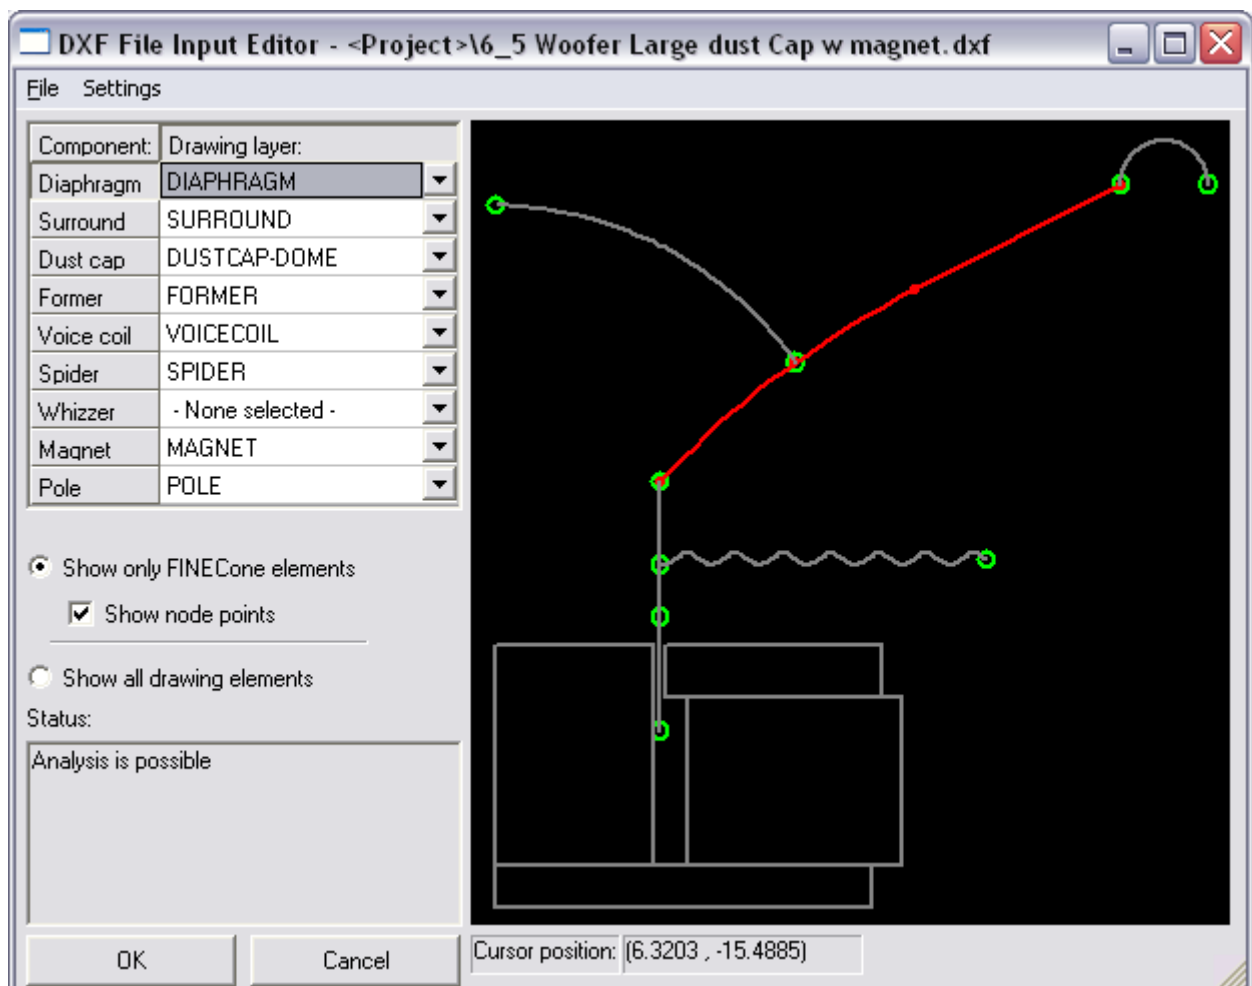 DXF File Input Editor - <Project>\6_5 Woofer Large dust Cap w magnet.dxf
File Settings
Component: Drawing layer:
Diaphragm DIAPHRAGM
Surround SURROUND
Dust cap DUSTCAP-DOME
Former FORMER
Voice coil VOICECOIL
Spider SPIDER
Whizzer - None selected -
Magnet MAGNET
Pole POLE
Show only FINECone elements
Show node points
Show all drawing elements
Status:
Analysis is possible
OK Cancel
Cursor position: (6.3203 , -15.4885)